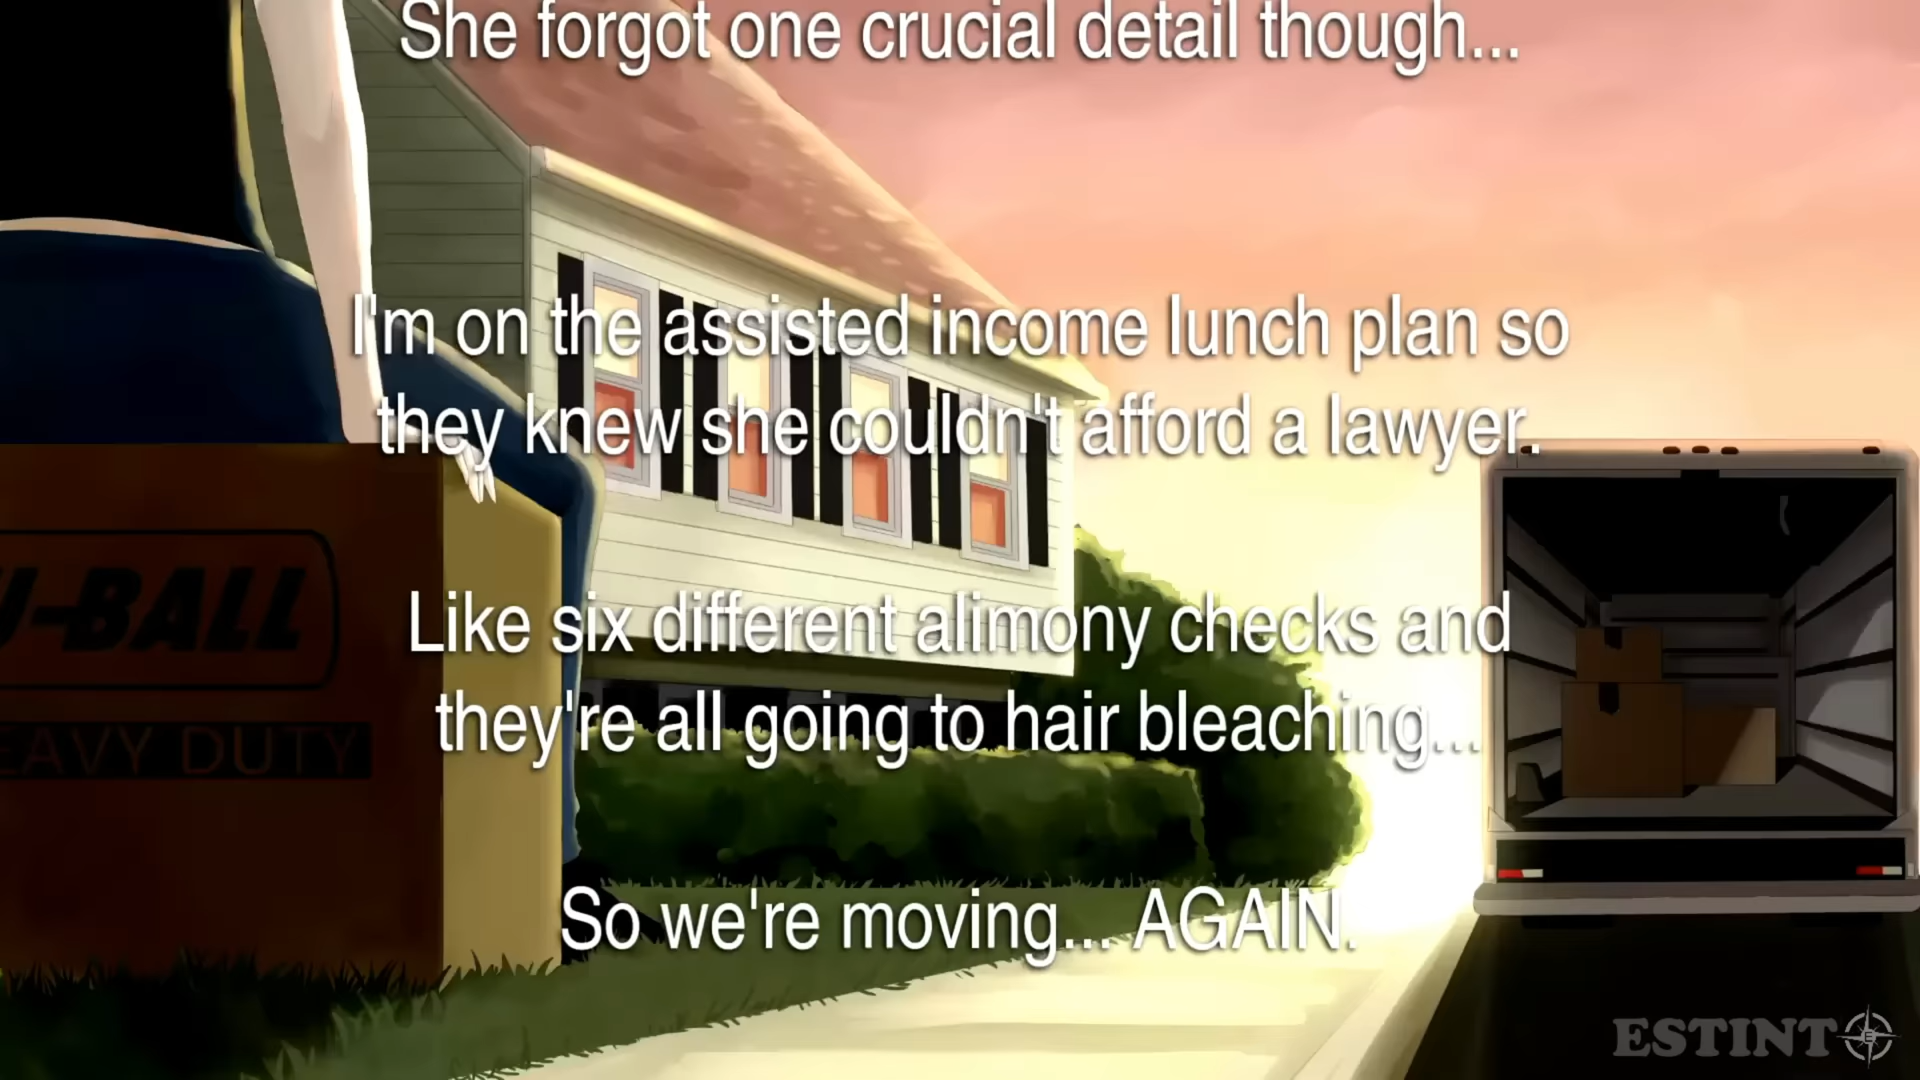 She forgot one crucial detail though...
I'm on the assisted income lunch plan so
they knew she couldn't afford a lawyer.
Like six different alimony checks and
they're all going to hair bleaching...
So we're moving... AGAIN.
U-BALL
HEAVY DUTY
ESTINT